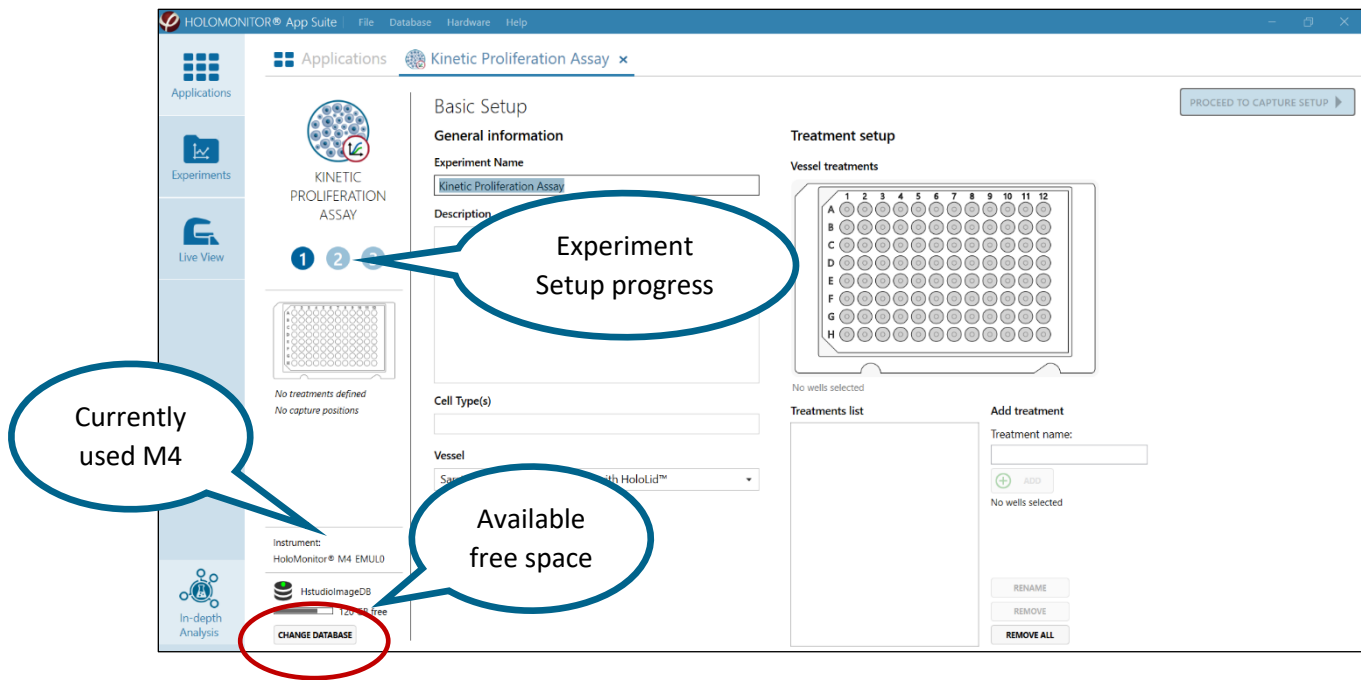 HOLOMONITOR® App Suite File Database Hardware Help
Applications
Experiments
Live View
In-depth
Analysis
Applications Kinetic Proliferation Assay ×
KINETIC
PROLIFERATION
ASSAY
1 2 3
No treatments defined
No capture positions
Instrument:
HoloMonitor® M4 EMUL0
HstudioImageDB
120 GB free
CHANGE DATABASE
Basic Setup
General information
Experiment Name
Kinetic Proliferation Assay
Description
Cell Type(s)
Vessel
with HoloLid™
PROCEED TO CAPTURE SETUP
Treatment setup
Vessel treatments
1 2 3 4 5 6 7 8 9 10 11 12
A
B
C
D
E
F
G
H
No wells selected
Treatments list
Add treatment
Treatment name:
ADD
No wells selected
RENAME
REMOVE
REMOVE ALL
Experiment
Setup progress
Currently
used M4
Available
free space